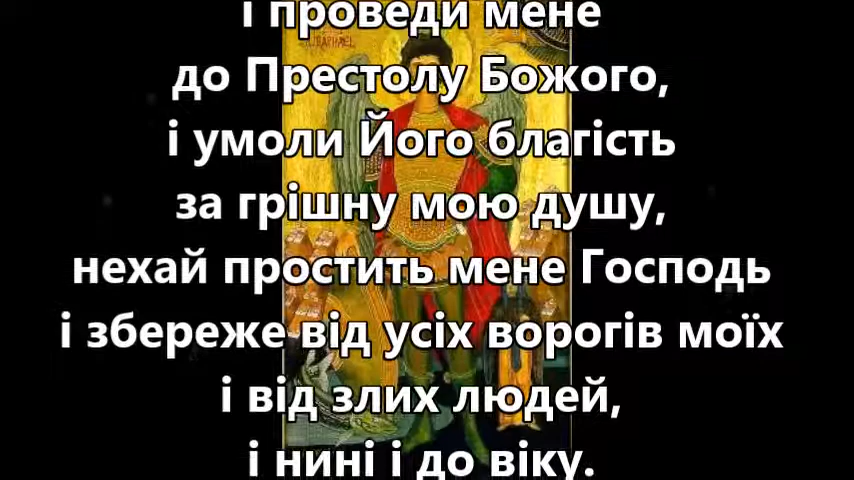 і проведи мене
до Престолу Божого,
і умоли Його благість
за грішну мою душу,
нехай простить мене Господь
і збереже від усіх ворогів моїх
і від злих людей,
і нині і до віку.